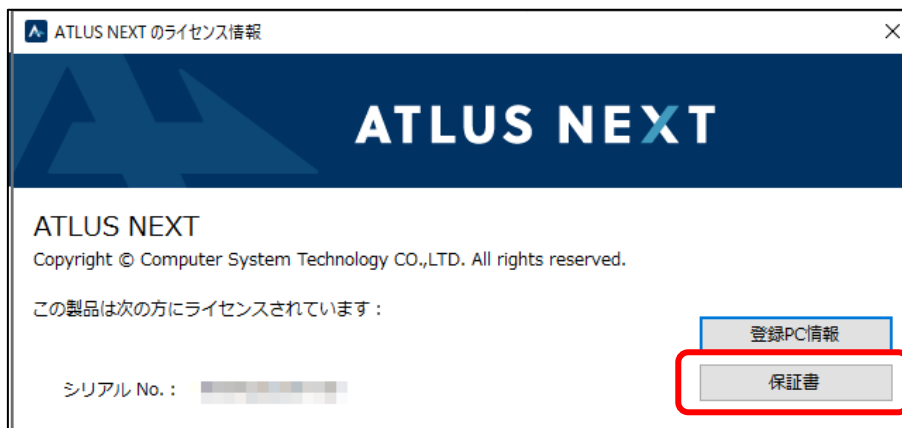 ATLUS NEXT のライセンス情報
ATLUS NEXT
ATLUS NEXT
Copyright © Computer System Technology CO.,LTD. All rights reserved.
この製品は次の方にライセンスされています：
登録PC情報
保証書
シリアル No.：